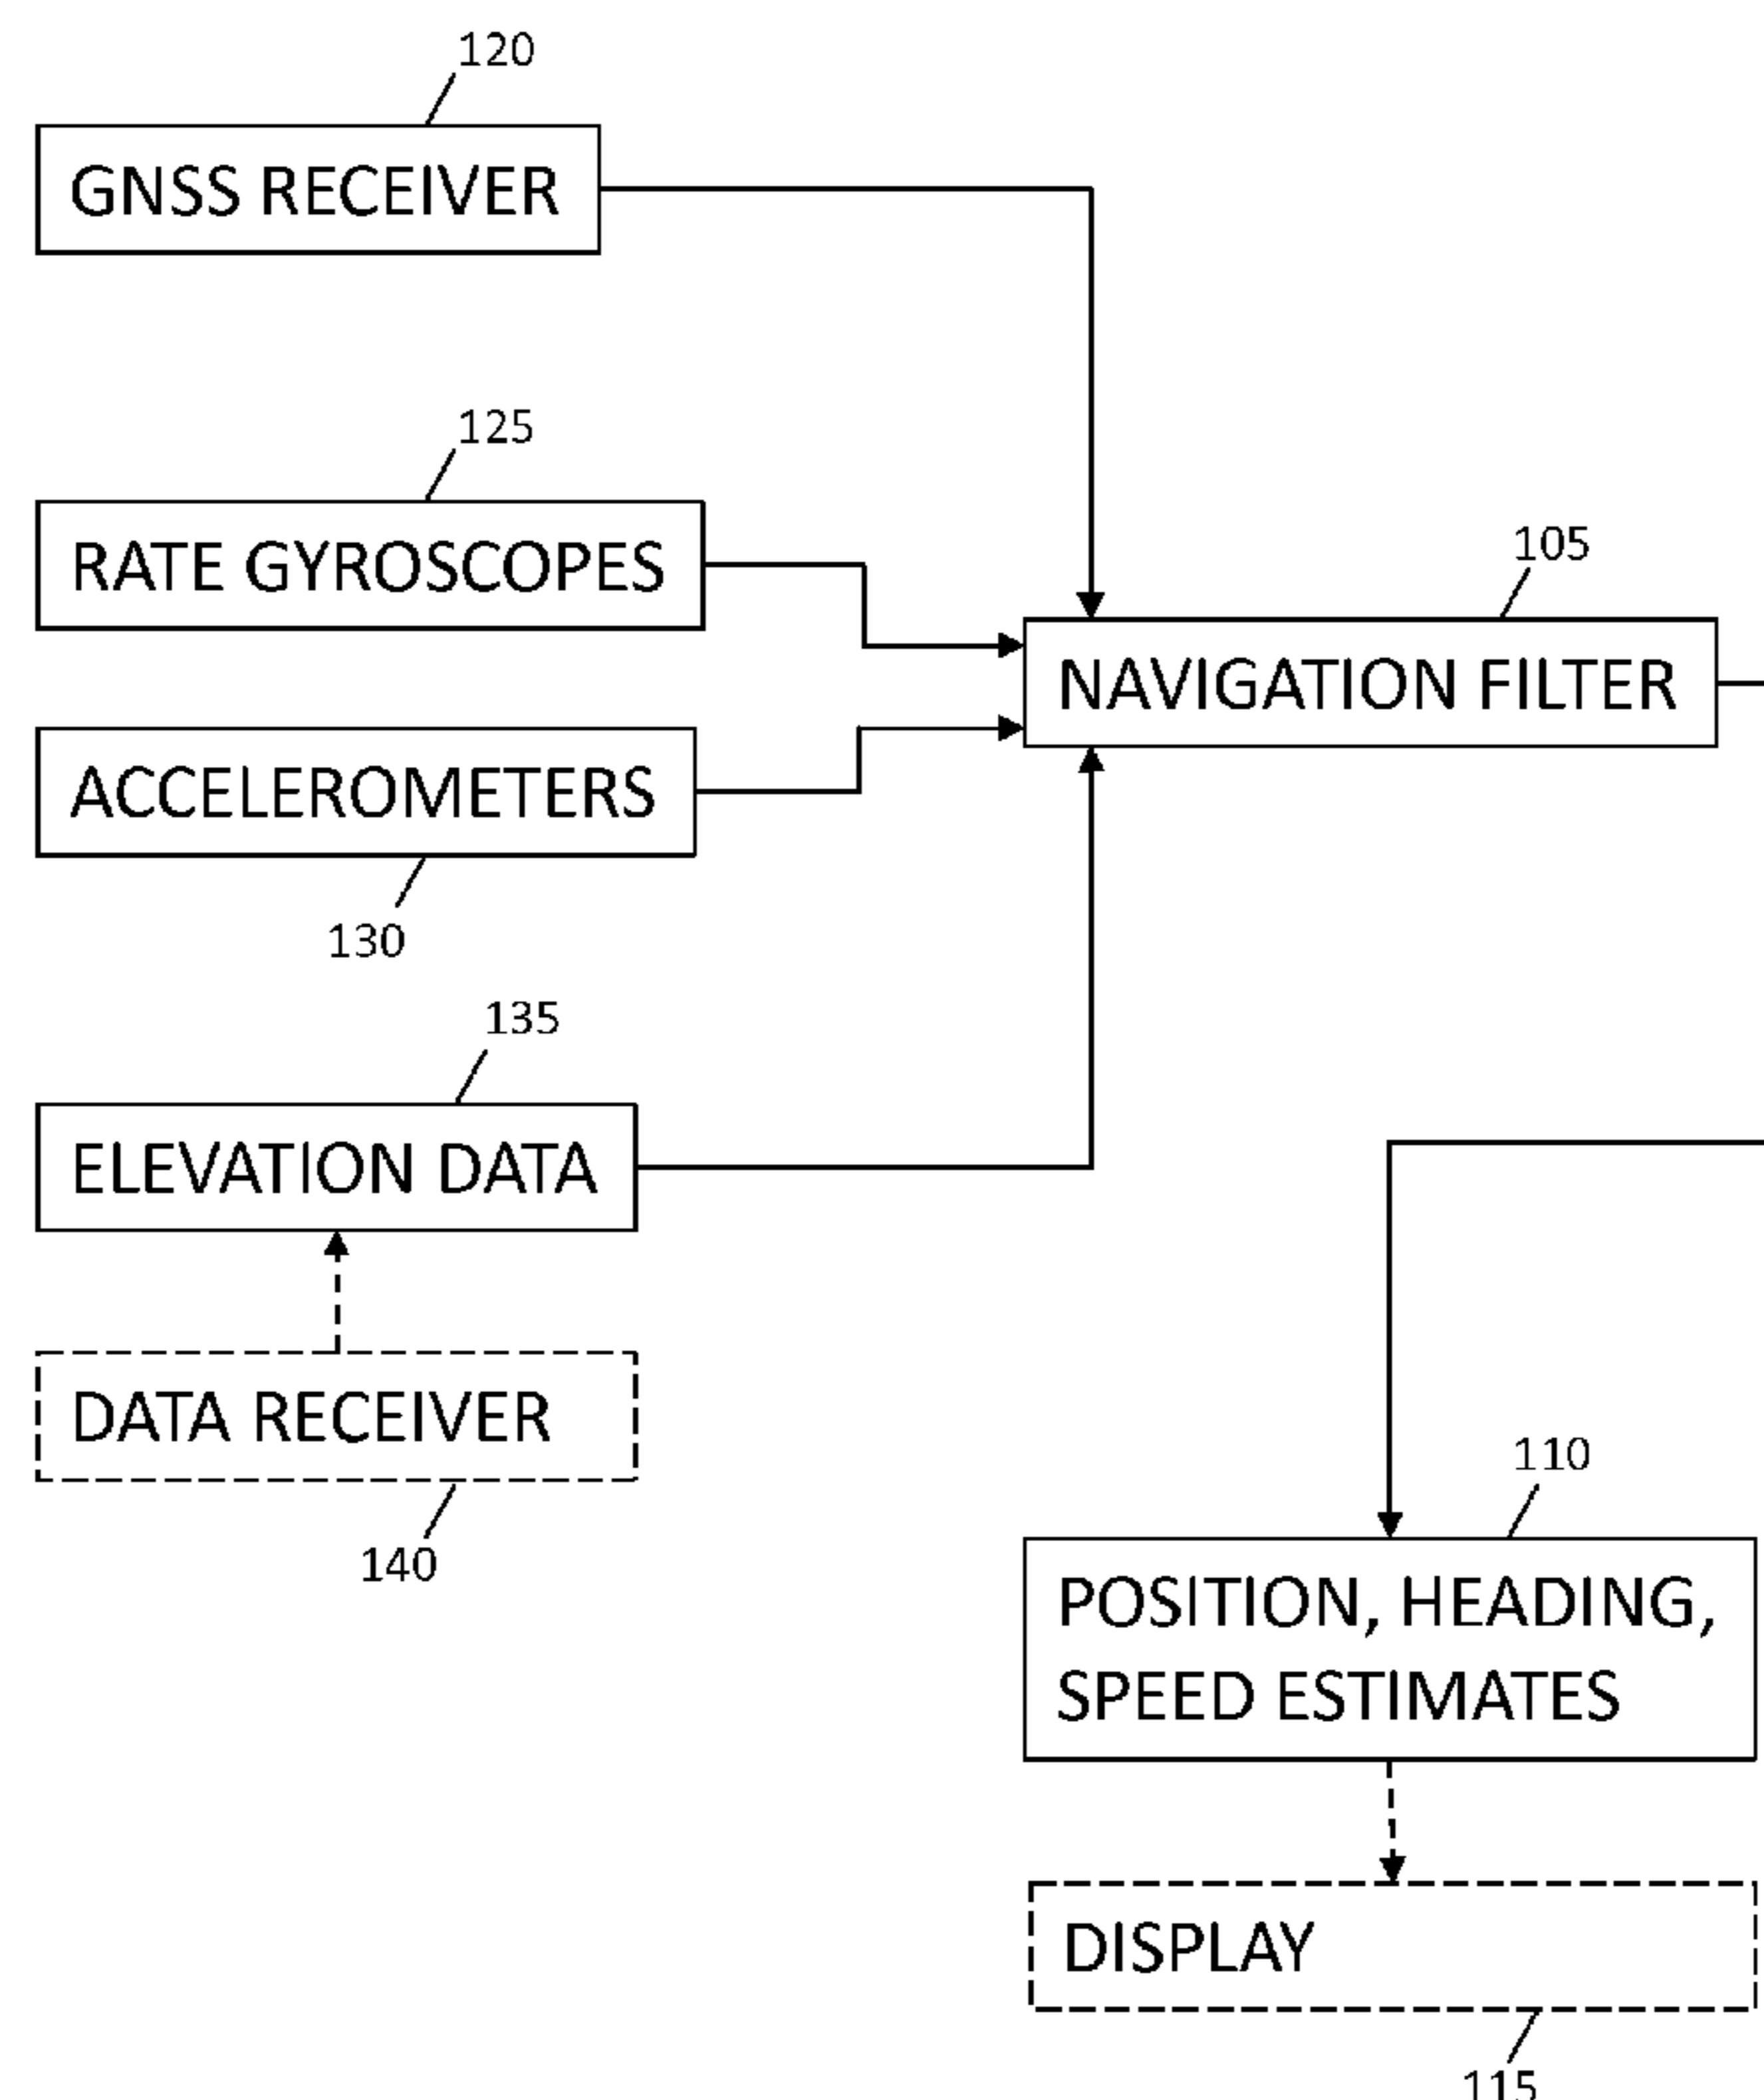 120
GNSS RECEIVER
125
RATE GYROSCOPES
105
NAVIGATION FILTER
ACCELEROMETERS
130
135
ELEVATION DATA
DATA RECEIVER
140
110
POSITION, HEADING,
SPEED ESTIMATES
DISPLAY
115